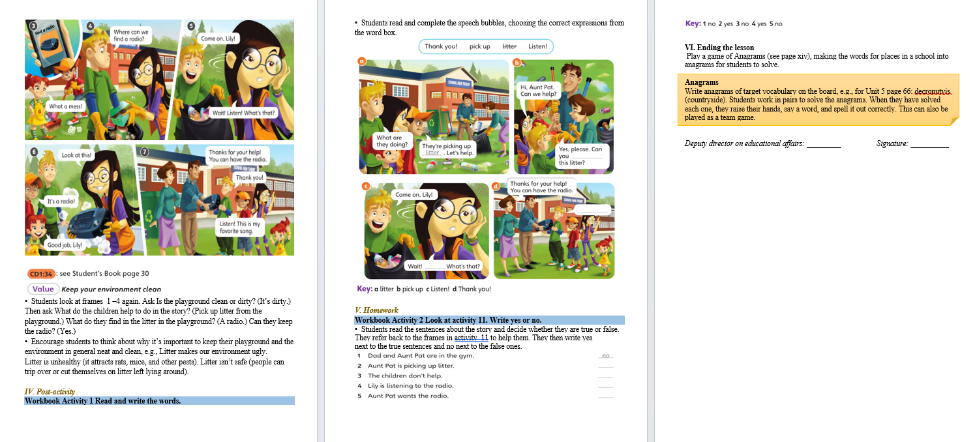 3
4
5
Where can we
find a radio?
Come on, Lily!
What a mess!
Wait! Listen! What's that?
6
7
Look at this!
Thanks for your help!
You can have the radio.
Thank you!
It's a radio!
Listen! This is my
favorite song.
Good job, Lily!
CD1:34: see Student's Book page 30
Value Keep your environment clean
• Students look at frames 1–4 again. Ask Is the playground clean or dirty? (It's dirty.)
Then ask What do the children help to do in the story? (Pick up litter from the
playground.) What do they find in the litter in the playground? (A radio.) Can they keep
the radio? (Yes.)
• Encourage students to think about why it's important to keep their playground and the
environment in general neat and clean, e.g., Litter makes our environment ugly.
Litter is unhealthy (it attracts rats, mice, and other pests). Litter isn't safe (people can
trip over or cut themselves on litter left lying around).
IV. Post-activity
Workbook Activity 1 Read and write the words.
• Students read and complete the speech bubbles, choosing the correct expressions from
the word box.
Thank you! pick up litter Listen!
a
b
Hi, Aunt Pat.
Can we help?
What are
they doing?
They're picking up
litter. Let's help.
Yes, please. Can
you ______
this litter?
c
d
Come on, Lily!
Thanks for your help!
You can have the radio.
Wait! ______ What's that?
Key: a litter b pick up c Listen! d Thank you!
V. Homework
Workbook Activity 2 Look at activity 11. Write yes or no.
• Students read the sentences about the story and decide whether they are true or false.
They refer back to the frames in activity 11 to help them. They then write yes
next to the true sentences and no next to the false ones.
1 Dad and Aunt Pat are in the gym. no
2 Aunt Pat is picking up litter. ____
3 The children don't help. ____
4 Lily is listening to the radio. ____
5 Aunt Pat wants the radio. ____
Key: 1 no 2 yes 3 no 4 yes 5 no
VI. Ending the lesson
Play a game of Anagrams (see page xiv), making the words for places in a school into
anagrams for students to solve.
Anagrams
Write anagrams of target vocabulary on the board, e.g., for Unit 5 page 66:
(countryside). Students work in pairs to solve the anagrams. When they have solved
each one, they raise their hands, say a word, and spell it out correctly. This can also be
played as a team game.
Deputy director on educational affairs: ________ Signature: ________